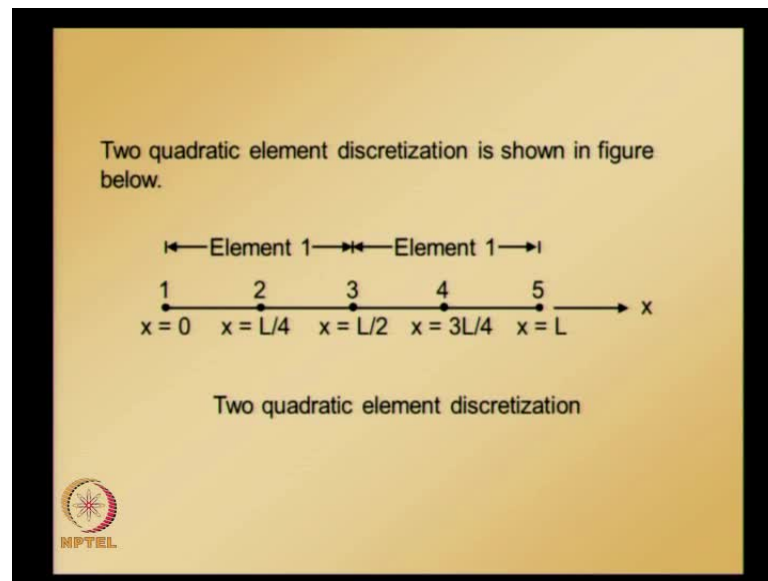 Two quadratic element discretization is shown in figure
below.
Element 1 Element 1
1 2 3 4 5
x
x = 0 x = L/4 x = L/2 x = 3L/4 x = L
Two quadratic element discretization
NPTEL